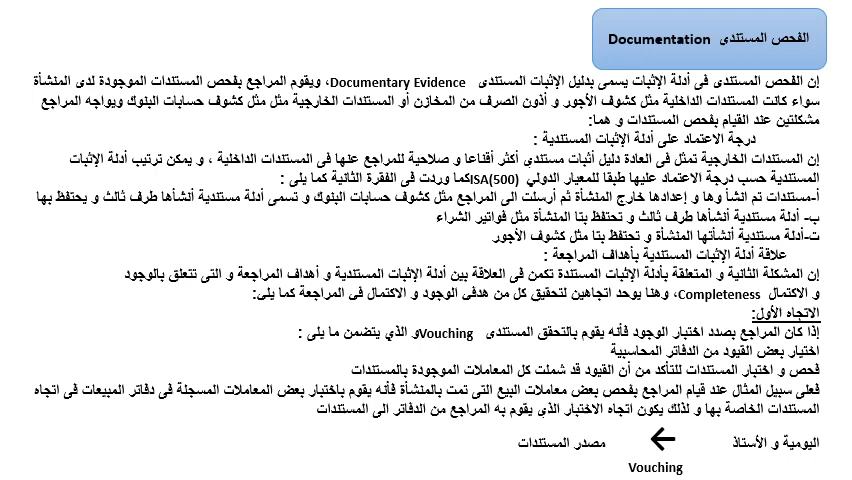 الفحص المستندى Documentation
إن الفحص المستندى فى أدلة الإثبات يسمى بدليل الإثبات المستندى Documentary Evidence، ويقوم المراجع بفحص المستندات الموجودة لدى المنشأة
سواء كانت المستندات الداخلية مثل كشوف الأجور و أذون الصرف من المخازن أو المستندات الخارجية مثل مثل كشوف حسابات البنوك ويواجه المراجع
مشكلتين عند القيام بفحص المستندات و هما:
درجة الاعتماد على أدلة الإثبات المستندية :
إن المستندات الخارجية تمثل فى العادة دليل أثبات مستندي أكثر أقناعا و صلاحية للمراجع عنها فى المستندات الداخلية ، و يمكن ترتيب أدلة الإثبات
المستندية حسب درجة الاعتماد عليها طبقا للمعيار الدولي ISA(500)كما وردت فى الفقرة الثانية كما يلى :
أ-مستندات تم انشأ وها و إعدادها خارج المنشأة ثم أرسلت الى المراجع مثل كشوف حسابات البنوك و تسمى أدلة مستندية أنشأها طرف ثالث و يحتفظ بها
ب- أدلة مستندية أنشأها طرف ثالث و تحتفظ بتا المنشأة مثل فواتير الشراء
ت-أدلة مستندية أنشأتها المنشأة و تحتفظ بتا مثل كشوف الأجور
علاقة أدلة الإثبات المستندية بأهداف المراجعة :
إن المشكلة الثانية و المتعلقة بأدلة الإثبات المستندة تكمن فى العلاقة بين أدلة الإثبات المستندية و أهداف المراجعة و التى تتعلق بالوجود
و الاكتمال Completeness، وهنا يوحد اتجاهين لتحقيق كل من هدفى الوجود و الاكتمال فى المراجعة كما يلى:
الاتجاه الأول:
إذا كان المراجع بصدد اختبار الوجود فأنه يقوم بالتحقق المستندى Vouchingو الذي يتضمن ما يلى :
اختيار بعض القيود من الدفاتر المحاسبية
فحص و اختبار المستندات للتأكد من أن القيود قد شملت كل المعاملات الموجودة بالمستندات
فعلى سبيل المثال عند قيام المراجع بفحص بعض معاملات البيع التى تمت بالمنشأة فأنه يقوم باختبار بعض المعاملات المسجلة فى دفاتر المبيعات فى اتجاه
المستندات الخاصة بها و لذلك يكون اتجاه الاختبار الذي يقوم به المراجع من الدفاتر الى المستندات
اليومية و الأستاذ ← مصدر المستندات
Vouching